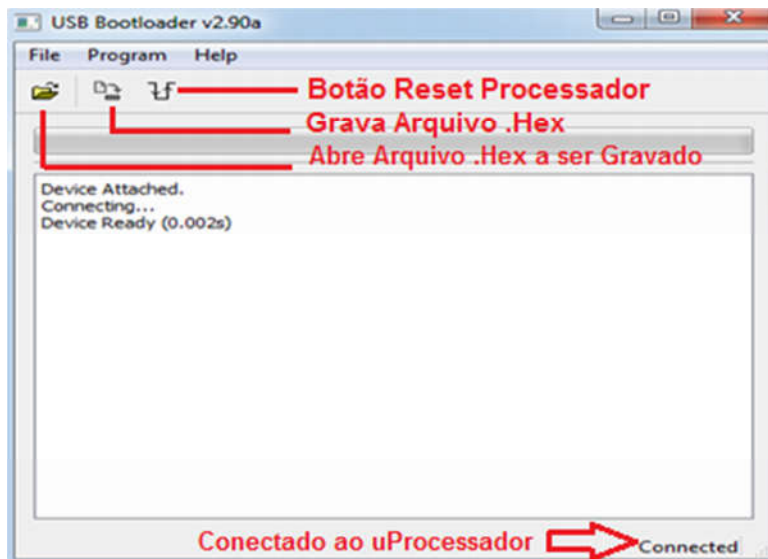 USB Bootloader v2.90a
File Program Help
Botão Reset Processador
Grava Arquivo .Hex
Abre Arquivo .Hex a ser Gravado
Device Attached.
Connecting...
Device Ready (0.002s)
Conectado ao uProcessador
Connected